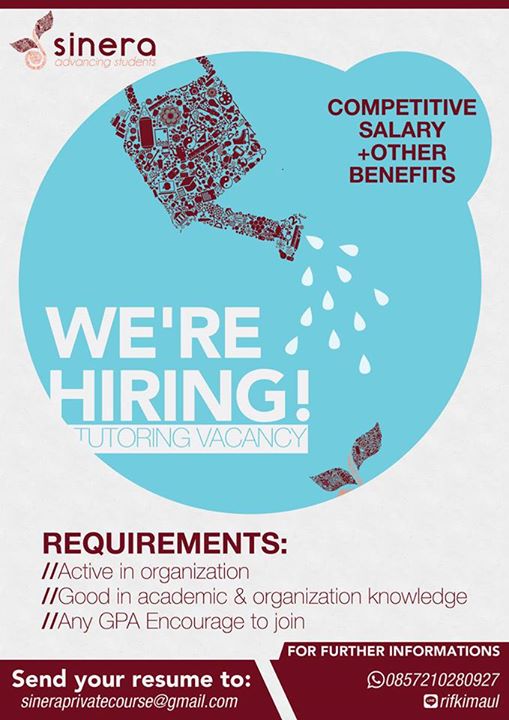 sinera
advancing students
COMPETITIVE
SALARY
+OTHER
BENEFITS
WE'RE
HIRING!
TUTORING VACANCY
REQUIREMENTS:
//Active in organization
//Good in academic & organization knowledge
//Any GPA Encourage to join
FOR FURTHER INFORMATIONS
Send your resume to:
sineraprivatecourse@gmail.com
0857210280927
rifkimaul